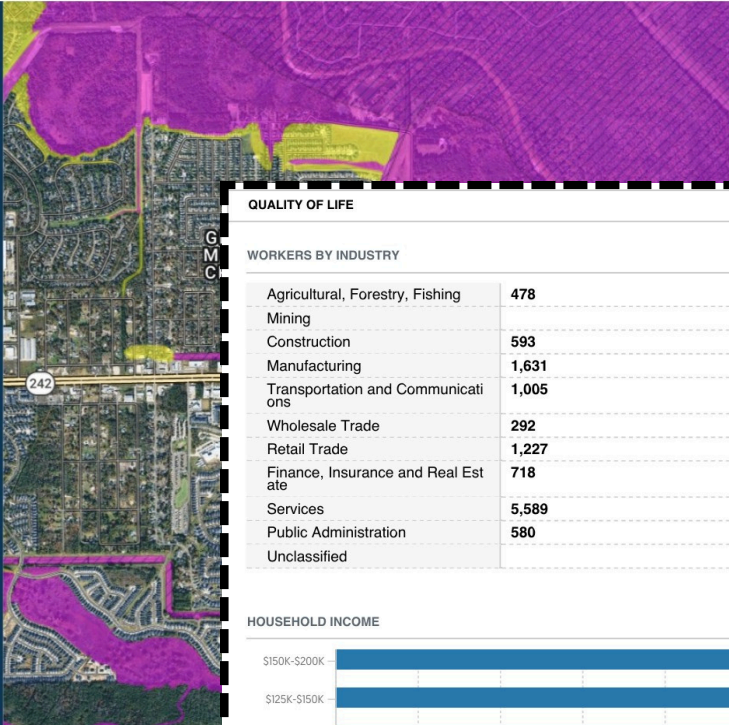 G
M
C
242
QUALITY OF LIFE
WORKERS BY INDUSTRY
Agricultural, Forestry, Fishing 478
Mining
Construction 593
Manufacturing 1,631
Transportation and Communicati 1,005
ons
Wholesale Trade 292
Retail Trade 1,227
Finance, Insurance and Real Est 718
ate
Services 5,589
Public Administration 580
Unclassified
HOUSEHOLD INCOME
$150K-$200K
$125K-$150K